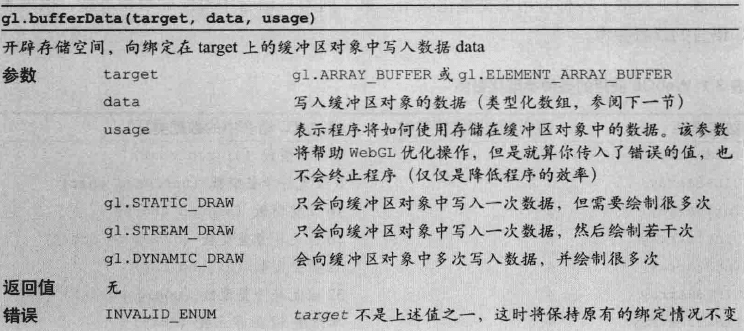 gl.bufferData(target, data, usage)
开辟存储空间，向绑定在 target 上的缓冲区对象中写入数据 data
参数 target gl.ARRAY_BUFFER 或 gl.ELEMENT_ARRAY_BUFFER
data 写入缓冲区对象的数据（类型化数组，参阅下一节）
usage 表示程序将如何使用存储在缓冲区对象中的数据。该参数
将帮助 WebGL 优化操作，但是就算你传入了错误的值，也
不会终止程序（仅仅是降低程序的效率）
gl.STATIC_DRAW 只会向缓冲区对象中写入一次数据，但需要绘制很多次
gl.STREAM_DRAW 只会向缓冲区对象中写入一次数据，然后绘制若干次
gl.DYNAMIC_DRAW 会向缓冲区对象中多次写入数据，并绘制很多次
返回值 无
错误 INVALID_ENUM target 不是上述值之一，这时将保持原有的绑定情况不变